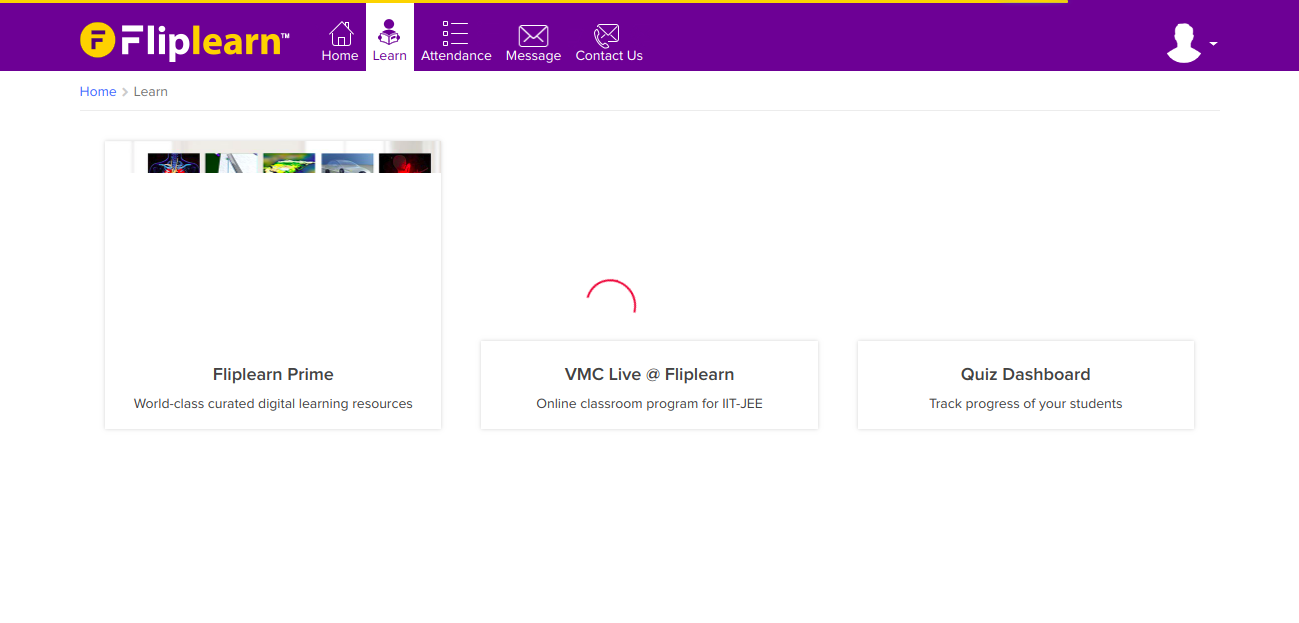 Fliplearn™
Home
Learn
Attendance
Message
Contact Us
Home > Learn
Fliplearn Prime
World-class curated digital learning resources
VMC Live @ Fliplearn
Online classroom program for IIT-JEE
Quiz Dashboard
Track progress of your students